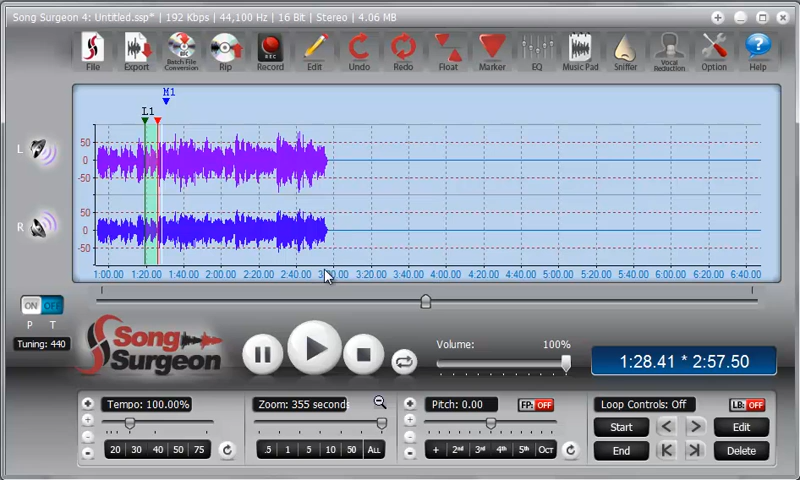 Song Surgeon 4: Untitled.ssp* | 192 Kbps | 44,100 Hz | 16 Bit | Stereo | 4.06 MB
File Export Batch File Conversion Rip REC Record Edit Undo Redo Float Marker EQ Music Pad Sniffer Vocal Reduction Option Help
M1
L1
L
50
0
-50
R
50
0
-50
1:00.00 1:20.00 1:40.00 2:00.00 2:20.00 2:40.00 3:20.00 3:40.00 4:00.00 4:20.00 4:40.00 5:00.00 5:20.00 5:40.00 6:00.00 6:20.00 6:40.00
ON OFF
P T
Tuning: 440
Song
Surgeon
Volume: 100%
1:28.41 * 2:57.50
Tempo: 100.00%
20 30 40 50 75
Zoom: 355 seconds
.5 1 5 10 50 ALL
Pitch: 0.00 FP: OFF
+ 2nd 3rd 4th 5th OCT
Loop Controls: Off LB: OFF
Start Edit
End Delete